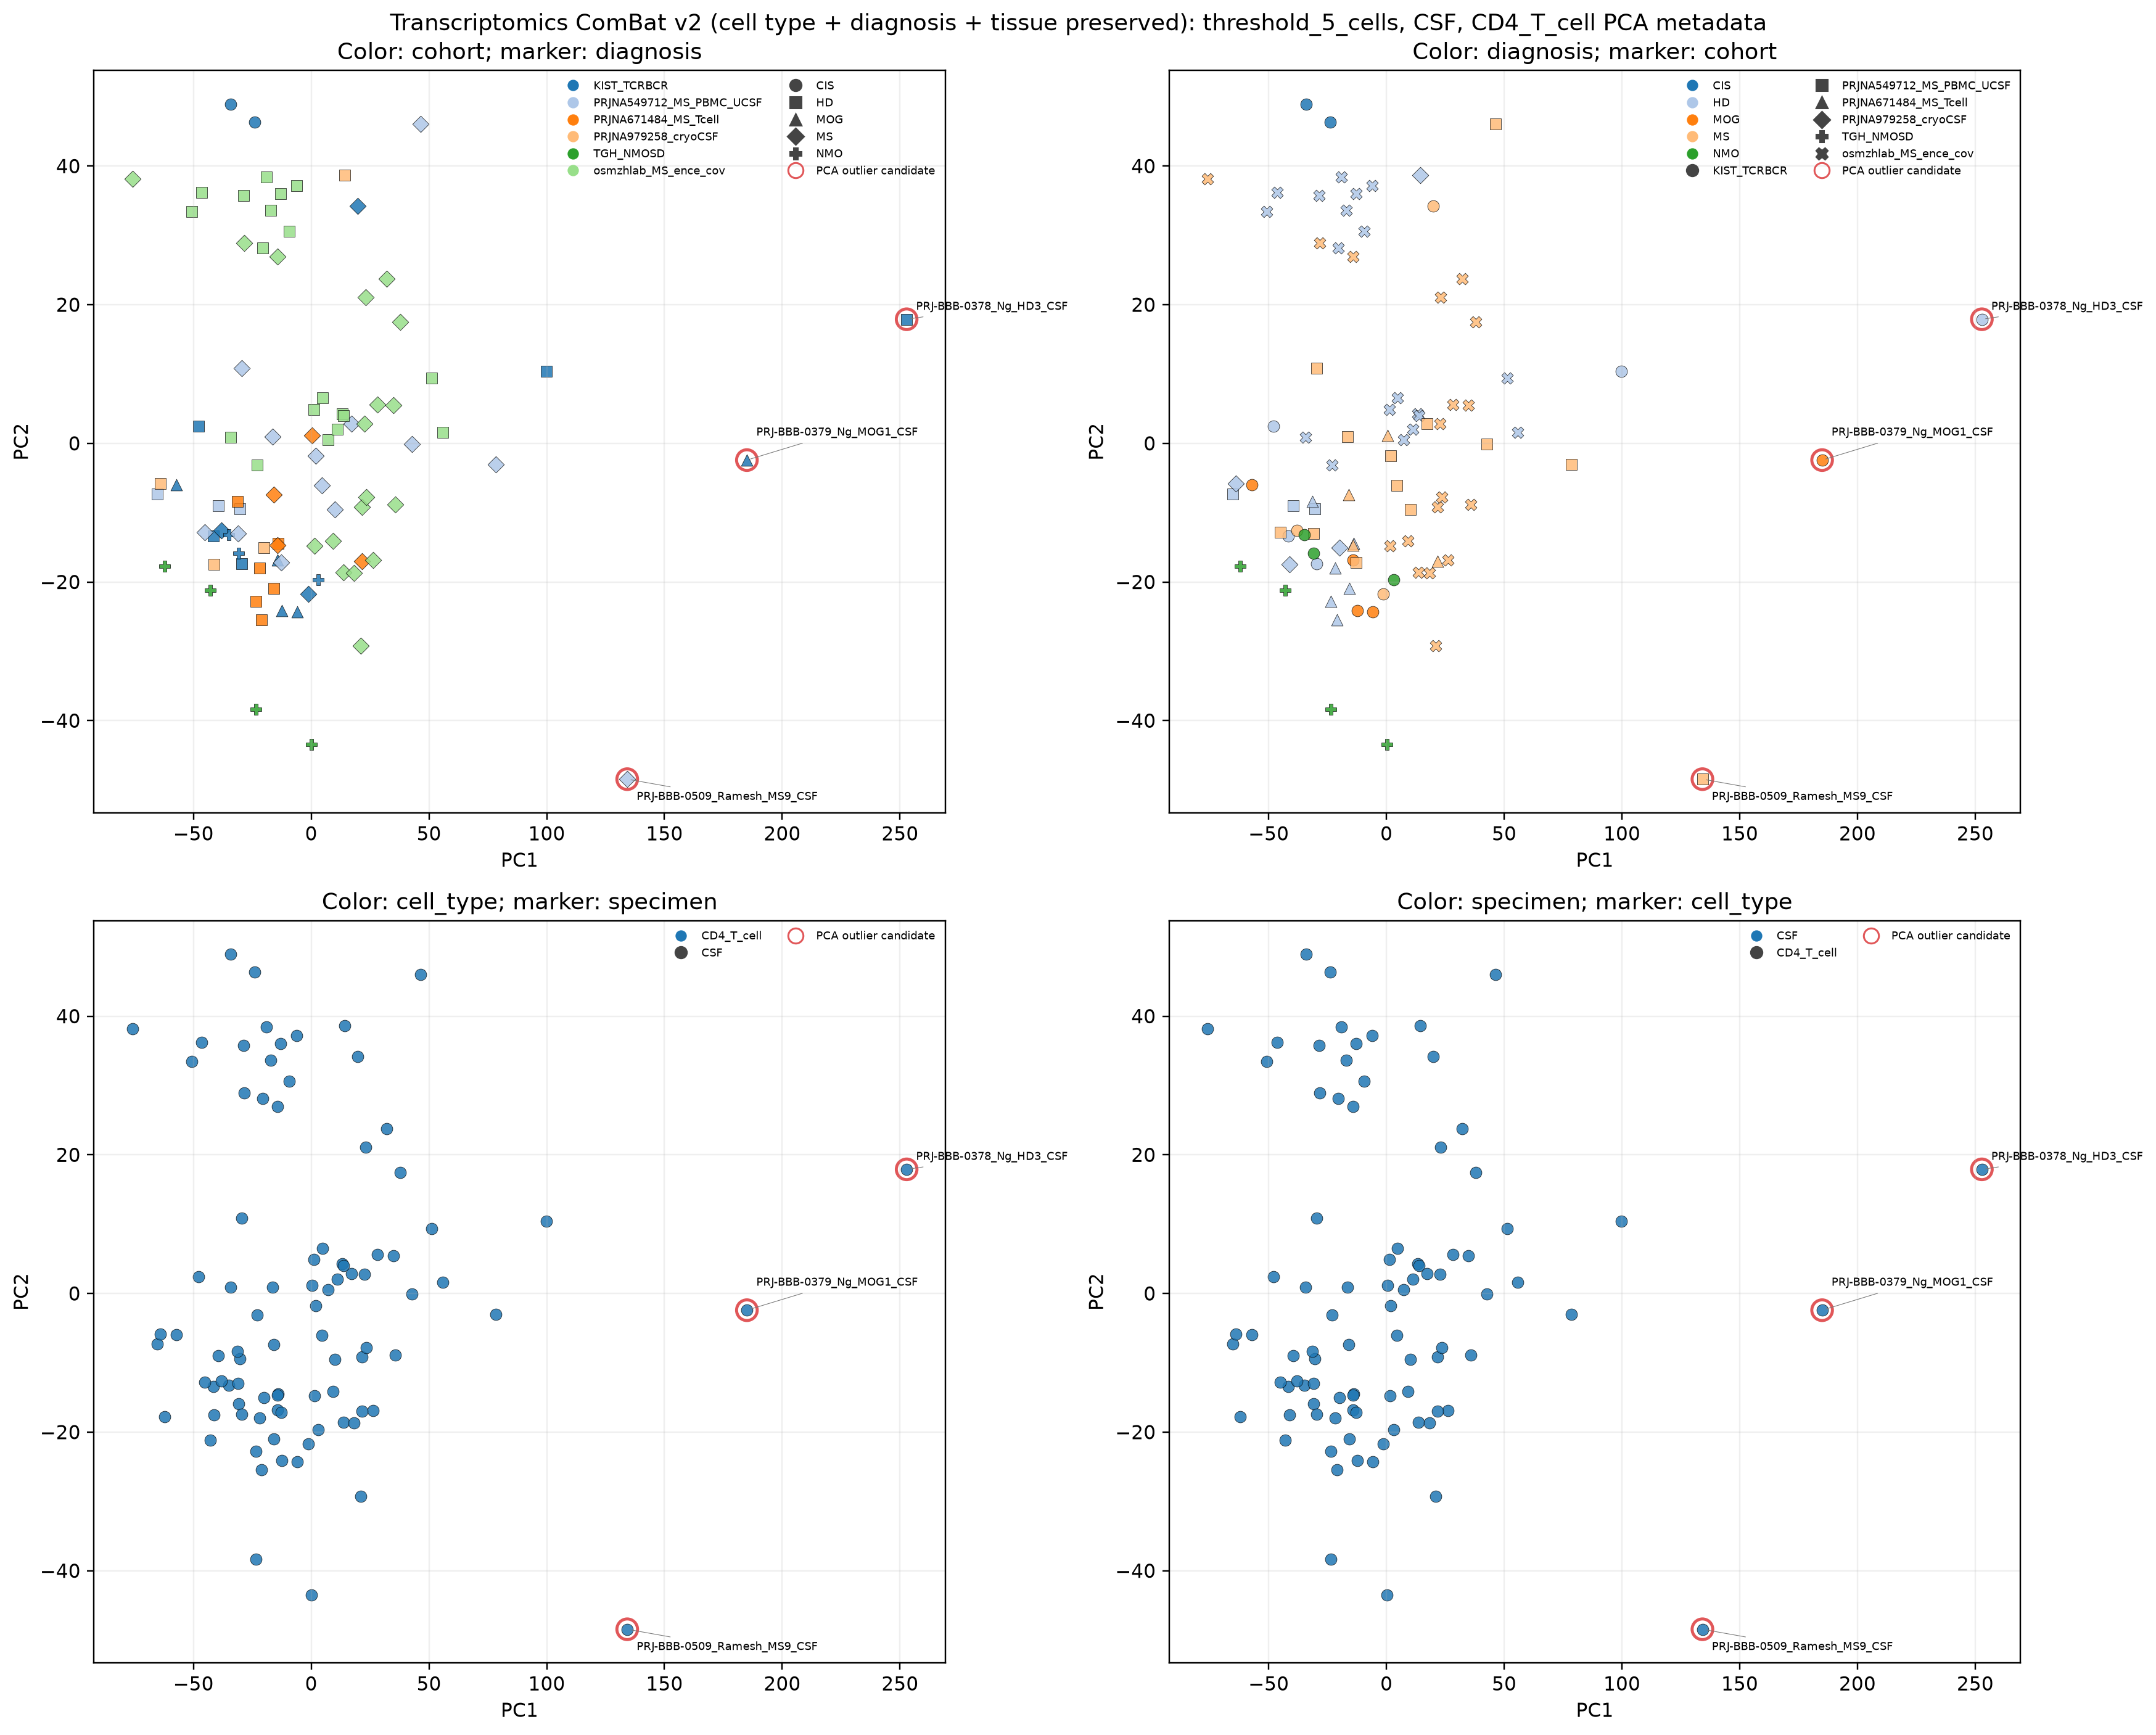 Transcriptomics ComBat v2 (cell type + diagnosis + tissue preserved): threshold_5_cells, CSF, CD4_T_cell PCA metadata
Color: cohort; marker: diagnosis
KIST_TCRBCR
PRJNA549712_MS_PBMC_UCSF
PRJNA671484_MS_Tcell
PRJNA979258_cryoCSF
TGH_NMOSD
osmzhlab_MS_ence_cov
CIS
HD
MOG
MS
NMO
PCA outlier candidate
PRJ-BBB-0378_Ng_HD3_CSF
PRJ-BBB-0379_Ng_MOG1_CSF
PRJ-BBB-0509_Ramesh_MS9_CSF
40
20
0
−20
−40
PC2
−50 0 50 100 150 200 250
PC1
Color: diagnosis; marker: cohort
CIS
HD
MOG
MS
NMO
KIST_TCRBCR
PRJNA549712_MS_PBMC_UCSF
PRJNA671484_MS_Tcell
PRJNA979258_cryoCSF
TGH_NMOSD
osmzhlab_MS_ence_cov
PCA outlier candidate
PRJ-BBB-0378_Ng_HD3_CSF
PRJ-BBB-0379_Ng_MOG1_CSF
PRJ-BBB-0509_Ramesh_MS9_CSF
40
20
0
−20
−40
PC2
−50 0 50 100 150 200 250
PC1
Color: cell_type; marker: specimen
CD4_T_cell
CSF
PCA outlier candidate
PRJ-BBB-0378_Ng_HD3_CSF
PRJ-BBB-0379_Ng_MOG1_CSF
PRJ-BBB-0509_Ramesh_MS9_CSF
40
20
0
−20
−40
PC2
−50 0 50 100 150 200 250
PC1
Color: specimen; marker: cell_type
CSF
CD4_T_cell
PCA outlier candidate
PRJ-BBB-0378_Ng_HD3_CSF
PRJ-BBB-0379_Ng_MOG1_CSF
PRJ-BBB-0509_Ramesh_MS9_CSF
40
20
0
−20
−40
PC2
−50 0 50 100 150 200 250
PC1